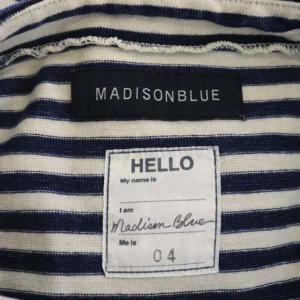 MADISONBLUE
HELLO
My name is
I am
Madison Blue
Me is
04